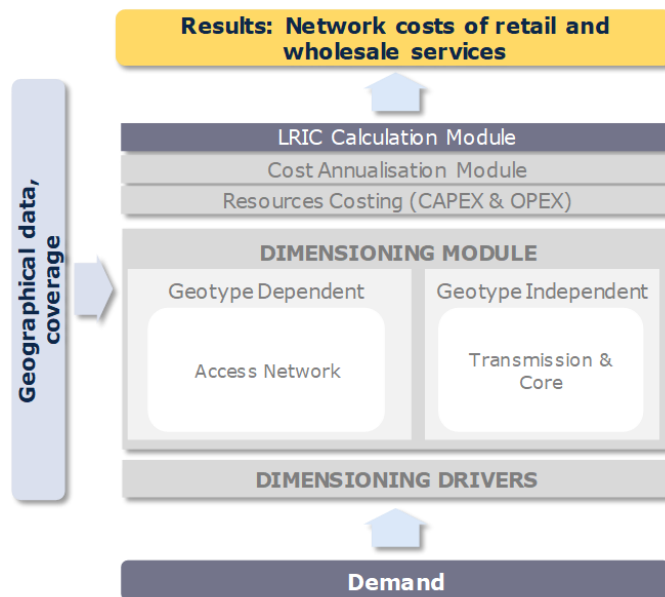 Results: Network costs of retail and
wholesale services
Geographical data,
coverage
LRIC Calculation Module
Cost Annualisation Module
Resources Costing (CAPEX & OPEX)
DIMENSIONING MODULE
Geotype Dependent
Geotype Independent
Access Network
Transmission &
Core
DIMENSIONING DRIVERS
Demand